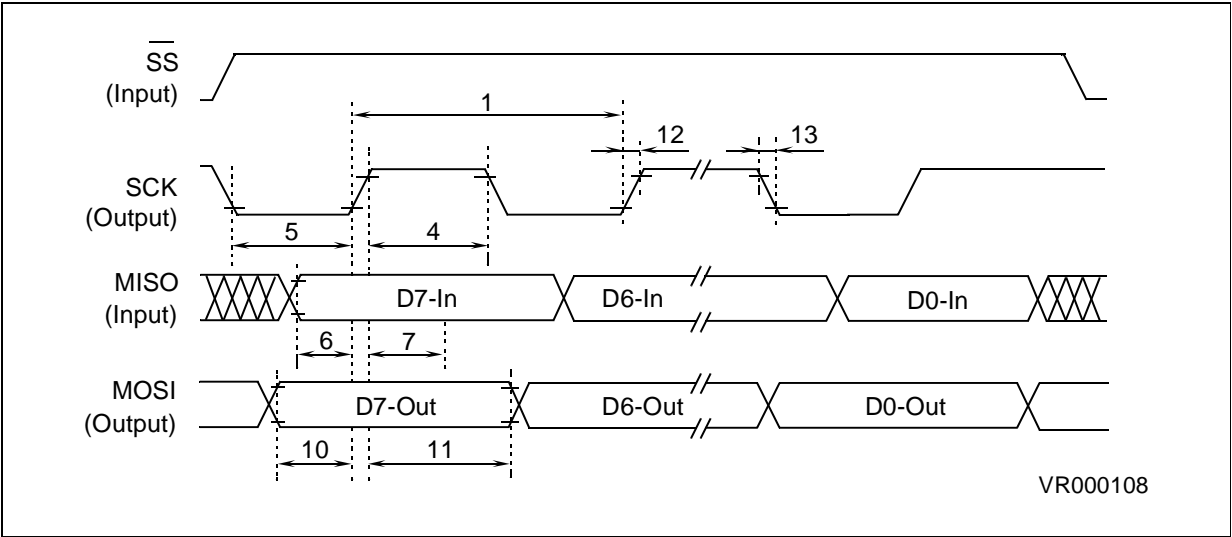 SS
(Input)
1
12
13
SCK
(Output)
5
4
MISO
(Input)
D7-In
D6-In
D0-In
6
7
MOSI
(Output)
D7-Out
D6-Out
D0-Out
10
11
VR000108